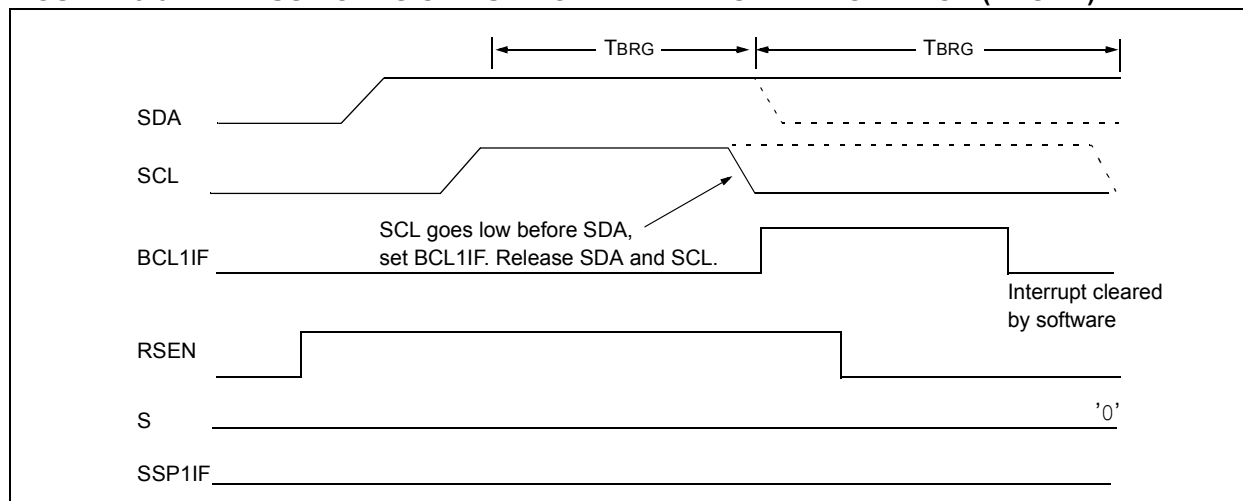 TBRG TBRG
SDA
SCL
SCL goes low before SDA,
set BCL1IF. Release SDA and SCL.
BCL1IF
Interrupt cleared
by software
RSEN
S '0'
SSP1IF